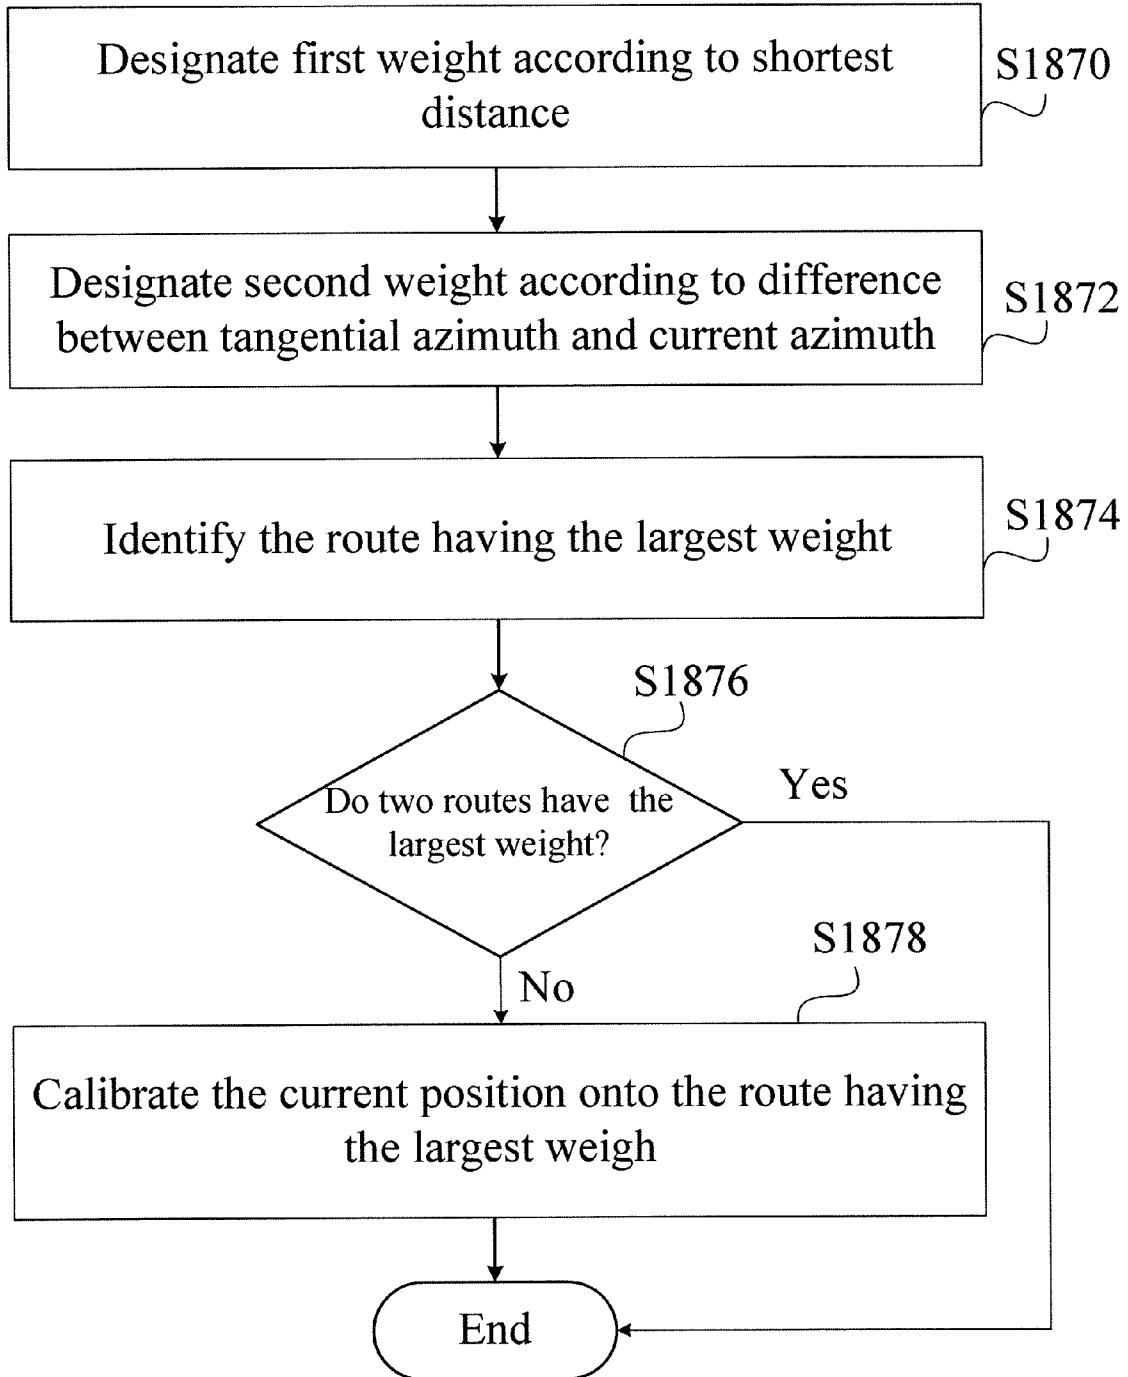 Designate first weight according to shortest
distance
S1870
Designate second weight according to difference
between tangential azimuth and current azimuth
S1872
Identify the route having the largest weight
S1874
S1876
Do two routes have the
largest weight?
Yes
No
S1878
Calibrate the current position onto the route having
the largest weigh
End